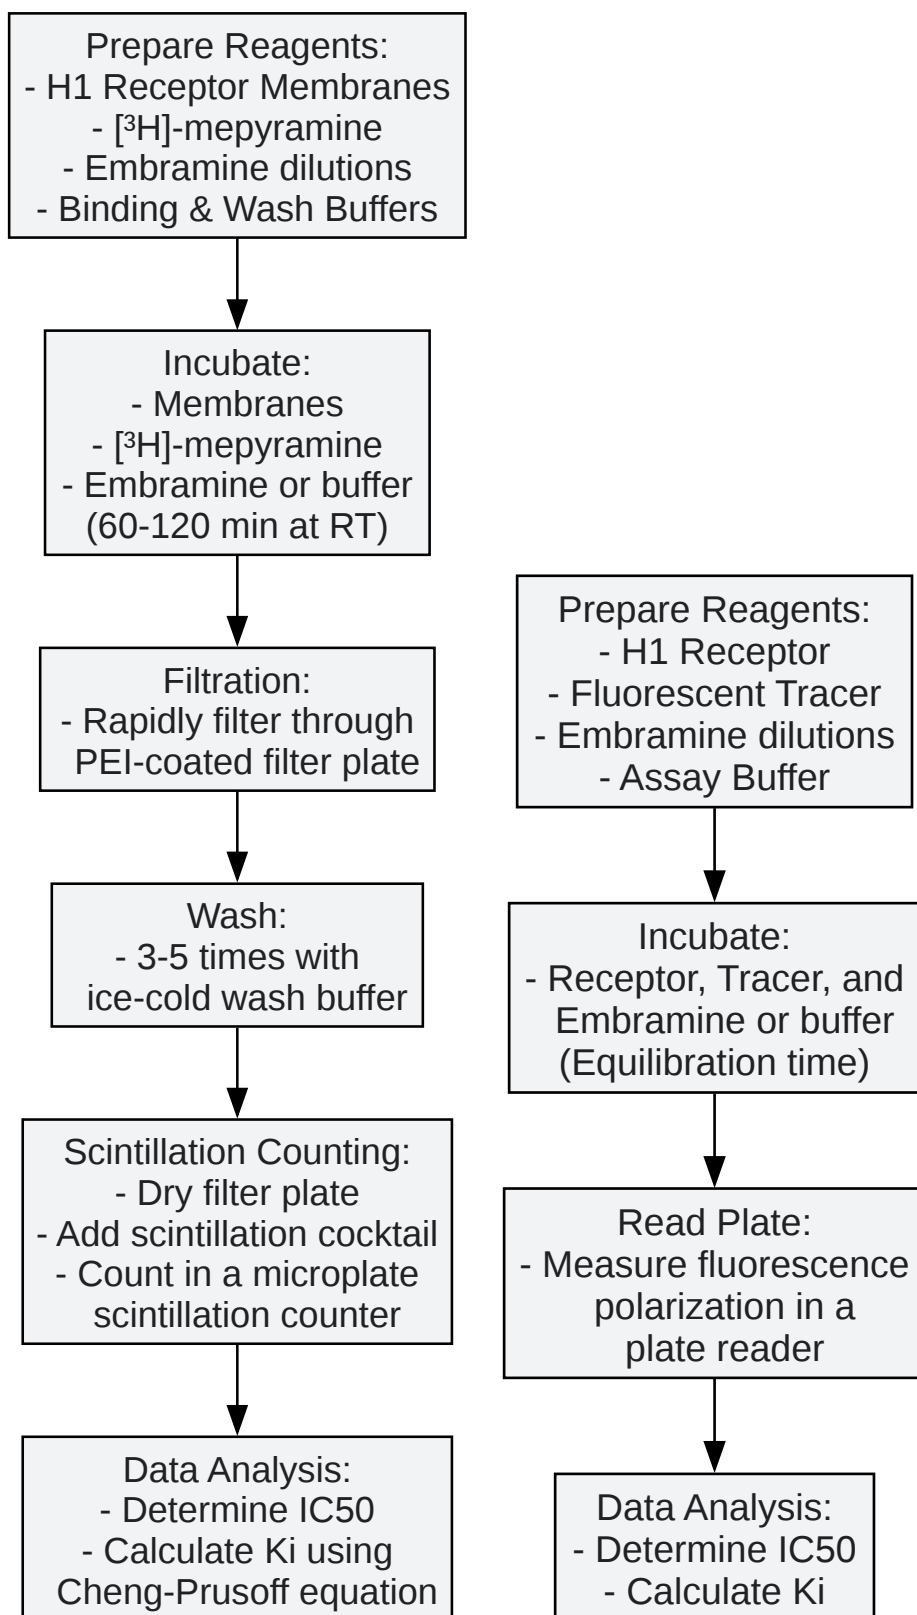 Prepare Reagents:
- H1 Receptor Membranes
- [³H]-mepyramine
- Embramine dilutions
- Binding & Wash Buffers
Incubate:
- Membranes
- [³H]-mepyramine
- Embramine or buffer
(60-120 min at RT)
Filtration:
- Rapidly filter through
PEI-coated filter plate
Wash:
- 3-5 times with
ice-cold wash buffer
Scintillation Counting:
- Dry filter plate
- Add scintillation cocktail
- Count in a microplate
scintillation counter
Data Analysis:
- Determine IC50
- Calculate Ki using
Cheng-Prusoff equation
Prepare Reagents:
- H1 Receptor
- Fluorescent Tracer
- Embramine dilutions
- Assay Buffer
Incubate:
- Receptor, Tracer, and
Embramine or buffer
(Equilibration time)
Read Plate:
- Measure fluorescence
polarization in a
plate reader
Data Analysis:
- Determine IC50
- Calculate Ki